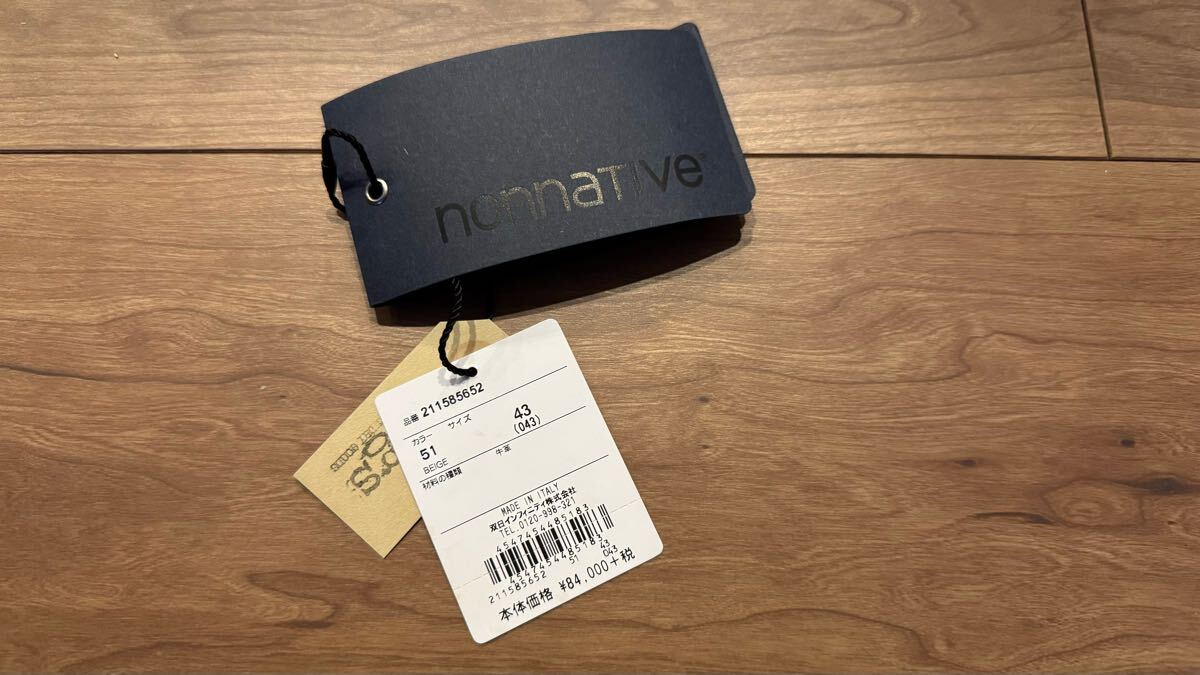 nonnative
品番 211585652
カラー サイズ
51 43
(043)
BEIGE
材料の種類 牛革
MADE IN ITALY
双日インフィニティ株式会社
TEL.0120-998-321
4547454485183
4547454485183 43
211585652 51 043
本体価格 ¥84,000+税